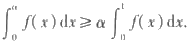 ∫₀^α f(x)dx ⩾ α ∫₀¹ f(x)dx.